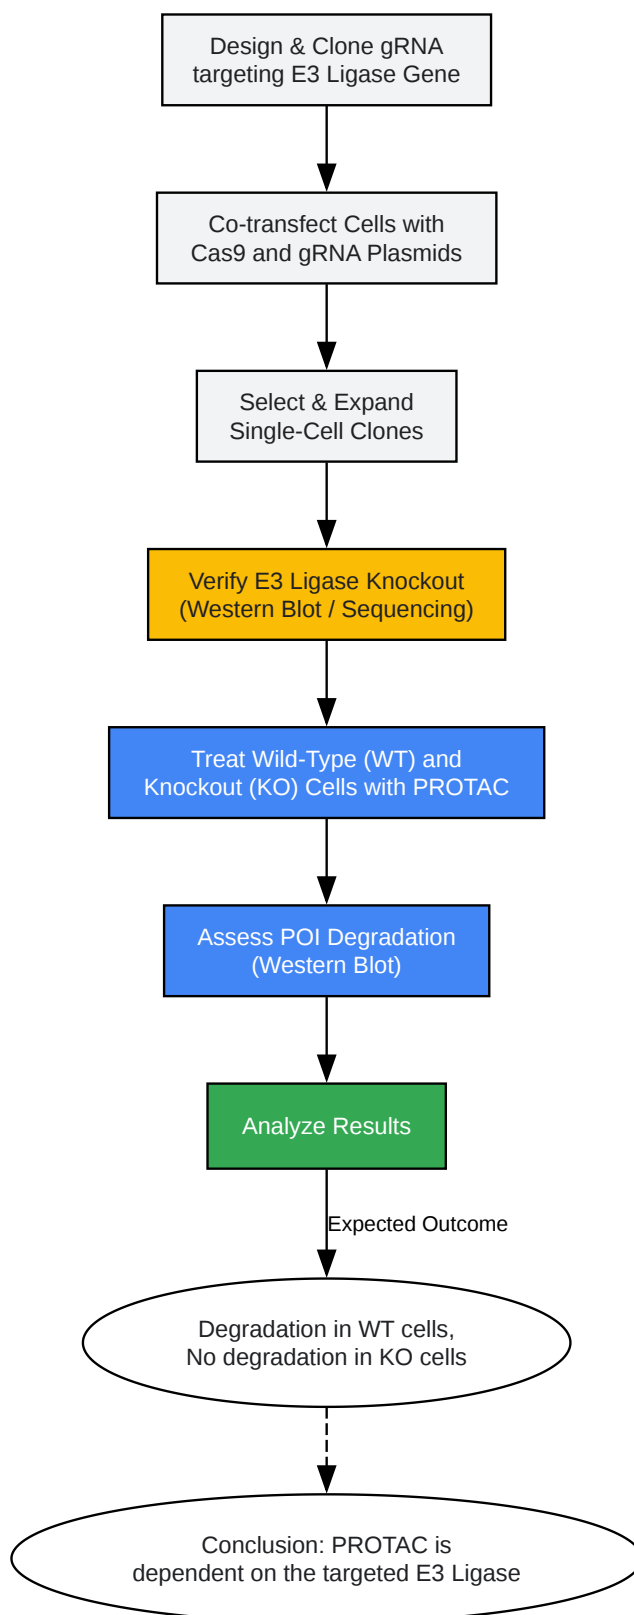 Design & Clone gRNA
targeting E3 Ligase Gene
Co-transfect Cells with
Cas9 and gRNA Plasmids
Select & Expand
Single-Cell Clones
Verify E3 Ligase Knockout
(Western Blot / Sequencing)
Treat Wild-Type (WT) and
Knockout (KO) Cells with PROTAC
Assess POI Degradation
(Western Blot)
Analyze Results
Expected Outcome
Degradation in WT cells,
No degradation in KO cells
Conclusion: PROTAC is
dependent on the targeted E3 Ligase